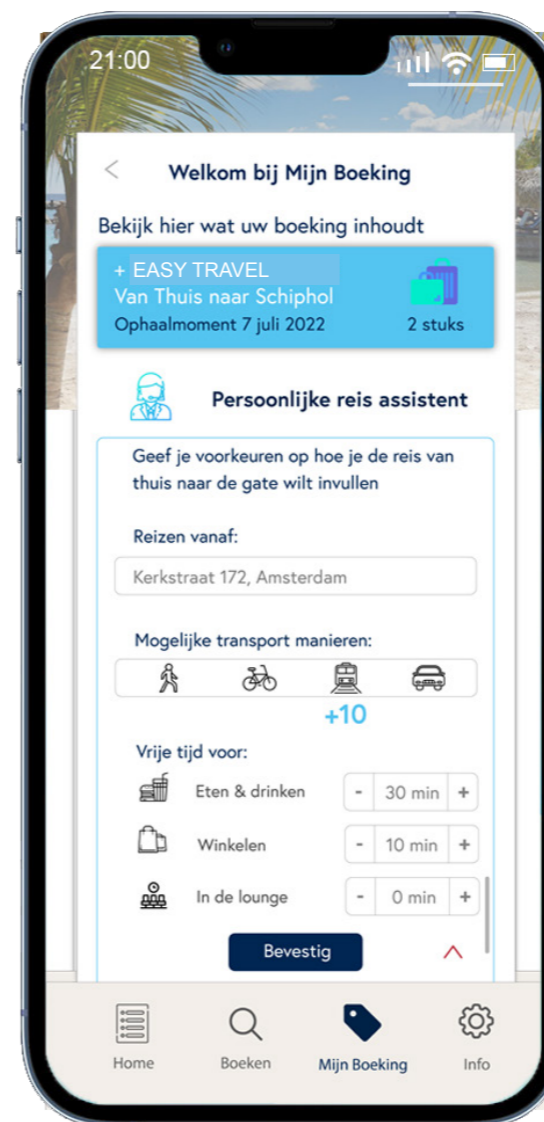 21:00
Welkom bij Mijn Boeking
Bekijk hier wat uw boeking inhoudt
+ EASY TRAVEL
Van Thuis naar Schiphol
Ophaalmoment 7 juli 2022 2 stuks
Persoonlijke reis assistent
Geef je voorkeuren op hoe je de reis van
thuis naar de gate wilt invullen
Reizen vanaf:
Kerkstraat 172, Amsterdam
Mogelijke transport manieren:
+10
Vrije tijd voor:
Eten & drinken - 30 min +
Winkelen - 10 min +
In de lounge - 0 min +
Bevestig
Home Boeken Mijn Boeking Info